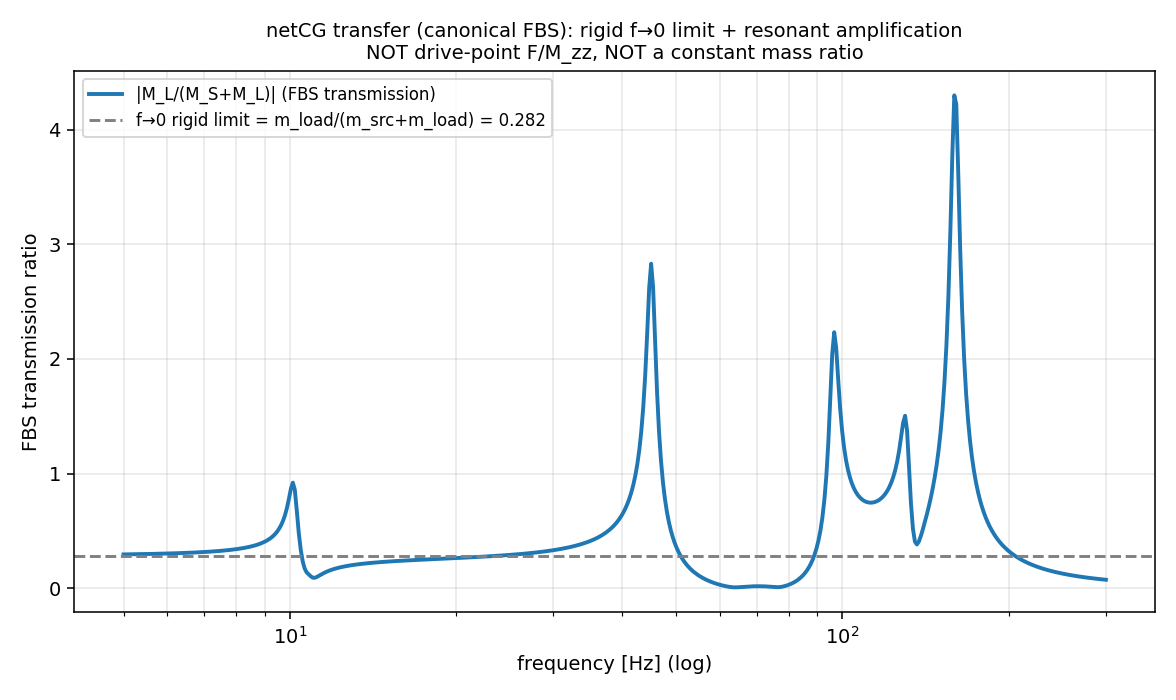 netCG transfer (canonical FBS): rigid f→0 limit + resonant amplification
NOT drive-point F/M_zz, NOT a constant mass ratio
|M_L/(M_S+M_L)| (FBS transmission)
f→0 rigid limit = m_load/(m_src+m_load) = 0.282
FBS transmission ratio
4
3
2
1
0
10¹
10²
frequency [Hz] (log)